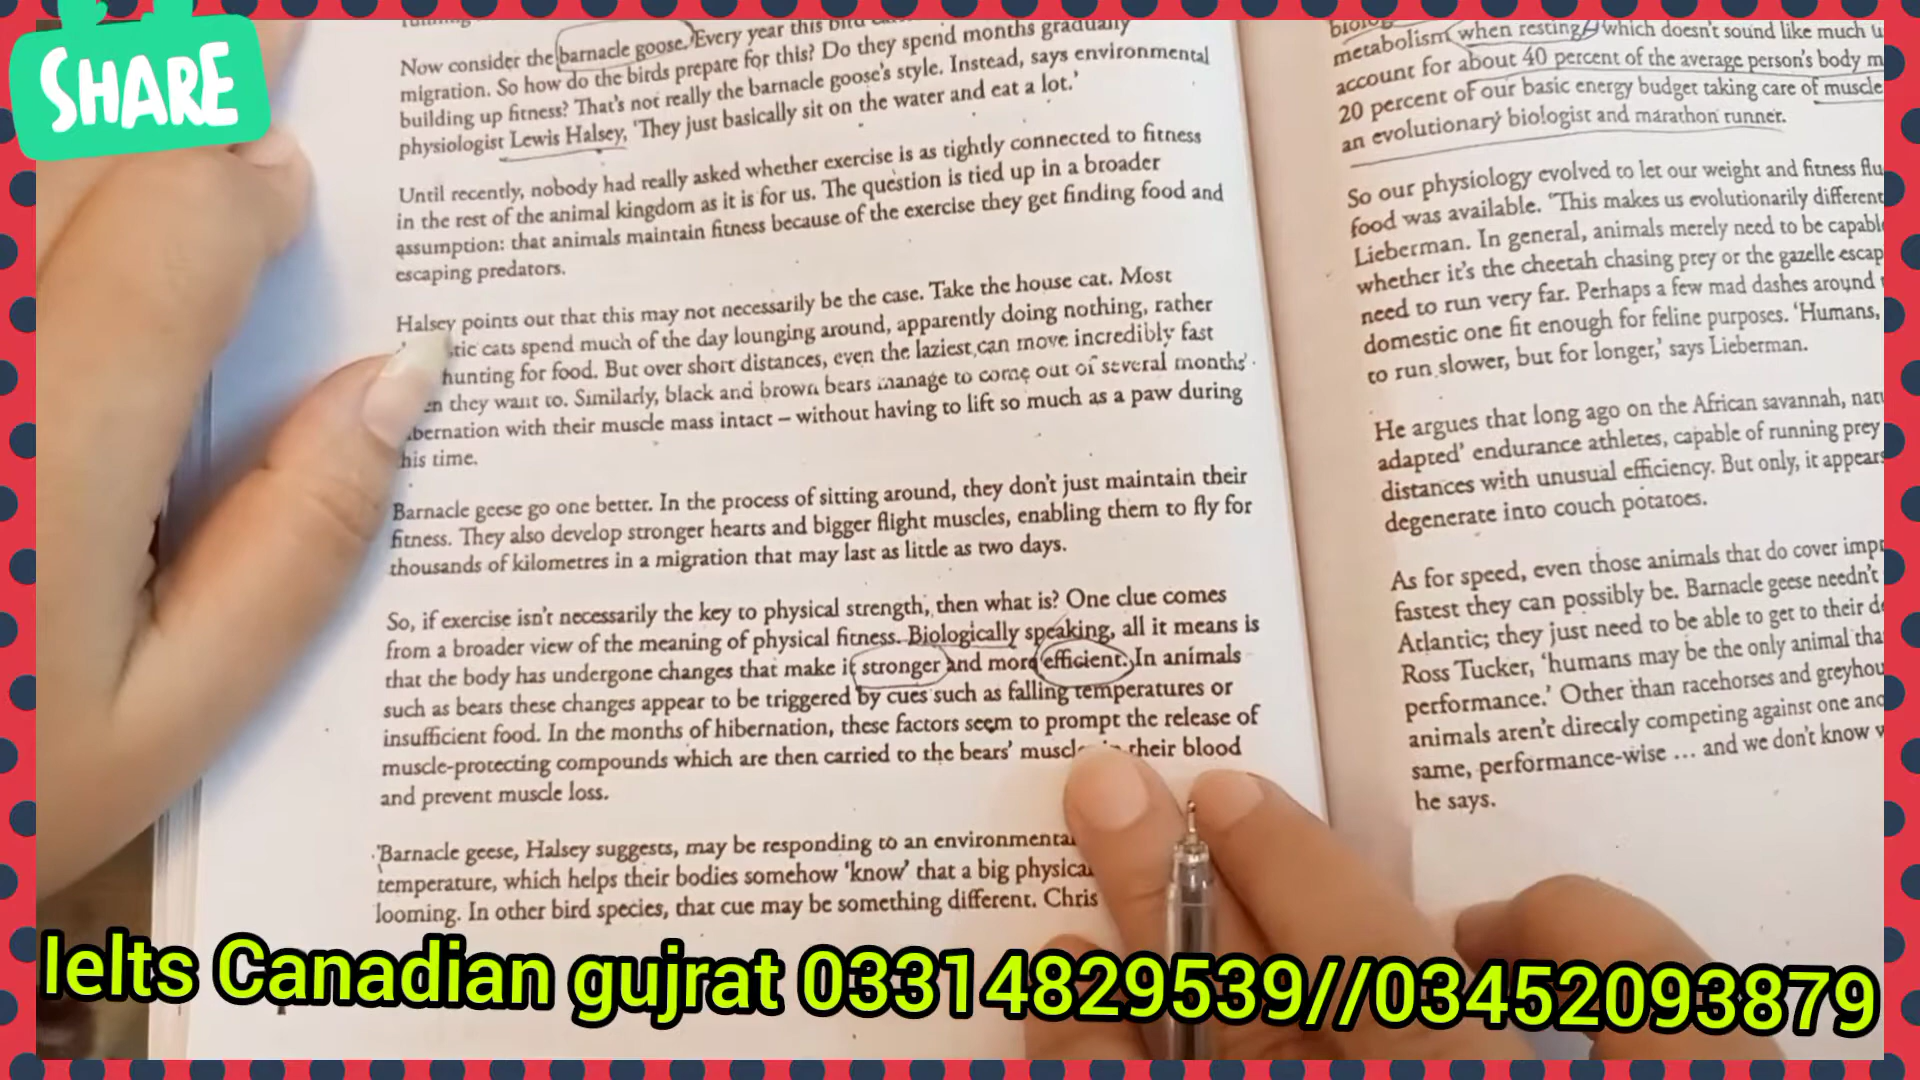 SHARE
Now consider the barnacle goose. Every year this bird
migration. So how do the birds prepare for this? Do they spend months gradually
building up fitness? That's not really the barnacle goose's style. Instead, says environmental
physiologist Lewis Halsey, 'They just basically sit on the water and eat a lot.'
Until recently, nobody had really asked whether exercise is as tightly connected to fitness
in the rest of the animal kingdom as it is for us. The question is tied up in a broader
assumption: that animals maintain fitness because of the exercise they get finding food and
escaping predators.
Halsey points out that this may not necessarily be the case. Take the house cat. Most
tic cats spend much of the day lounging around, apparently doing nothing, rather
hunting for food. But over short distances, even the laziest can move incredibly fast
en they want to. Similarly, black and brown bears manage to come out of several months'
bernation with their muscle mass intact – without having to lift so much as a paw during
his time.
Barnacle geese go one better. In the process of sitting around, they don't just maintain their
fitness. They also develop stronger hearts and bigger flight muscles, enabling them to fly for
thousands of kilometres in a migration that may last as little as two days.
So, if exercise isn't necessarily the key to physical strength, then what is? One clue comes
from a broader view of the meaning of physical fitness. Biologically speaking, all it means is
that the body has undergone changes that make it stronger and more efficient. In animals
such as bears these changes appear to be triggered by cues such as falling temperatures or
insufficient food. In the months of hibernation, these factors seem to prompt the release of
muscle-protecting compounds which are then carried to the bears' muscl their blood
and prevent muscle loss.
Barnacle geese, Halsey suggests, may be responding to an environmenta
temperature, which helps their bodies somehow 'know' that a big physica
looming. In other bird species, that cue may be something different. Chris
metabolism when resting – which doesn't sound like much u
account for about 40 percent of the average person's body m
20 percent of our basic energy budget taking care of muscle
an evolutionary biologist and marathon runner.
So our physiology evolved to let our weight and fitness flu
food was available. 'This makes us evolutionarily different
Lieberman. In general, animals merely need to be capabl
whether it's the cheetah chasing prey or the gazelle escap
need to run very far. Perhaps a few mad dashes around
domestic one fit enough for feline purposes. 'Humans,
to run slower, but for longer,' says Lieberman.
He argues that long ago on the African savannah, natu
adapted' endurance athletes, capable of running prey
distances with unusual efficiency. But only, it appears
degenerate into couch potatoes.
As for speed, even those animals that do cover impr
fastest they can possibly be. Barnacle geese needn't
Atlantic; they just need to be able to get to their de
Ross Tucker, 'humans may be the only animal tha
performance.' Other than racehorses and greyhou
animals aren't directly competing against one ano
same, performance-wise ... and we don't know w
he says.
Ielts Canadian gujrat 03314829539//03452093879